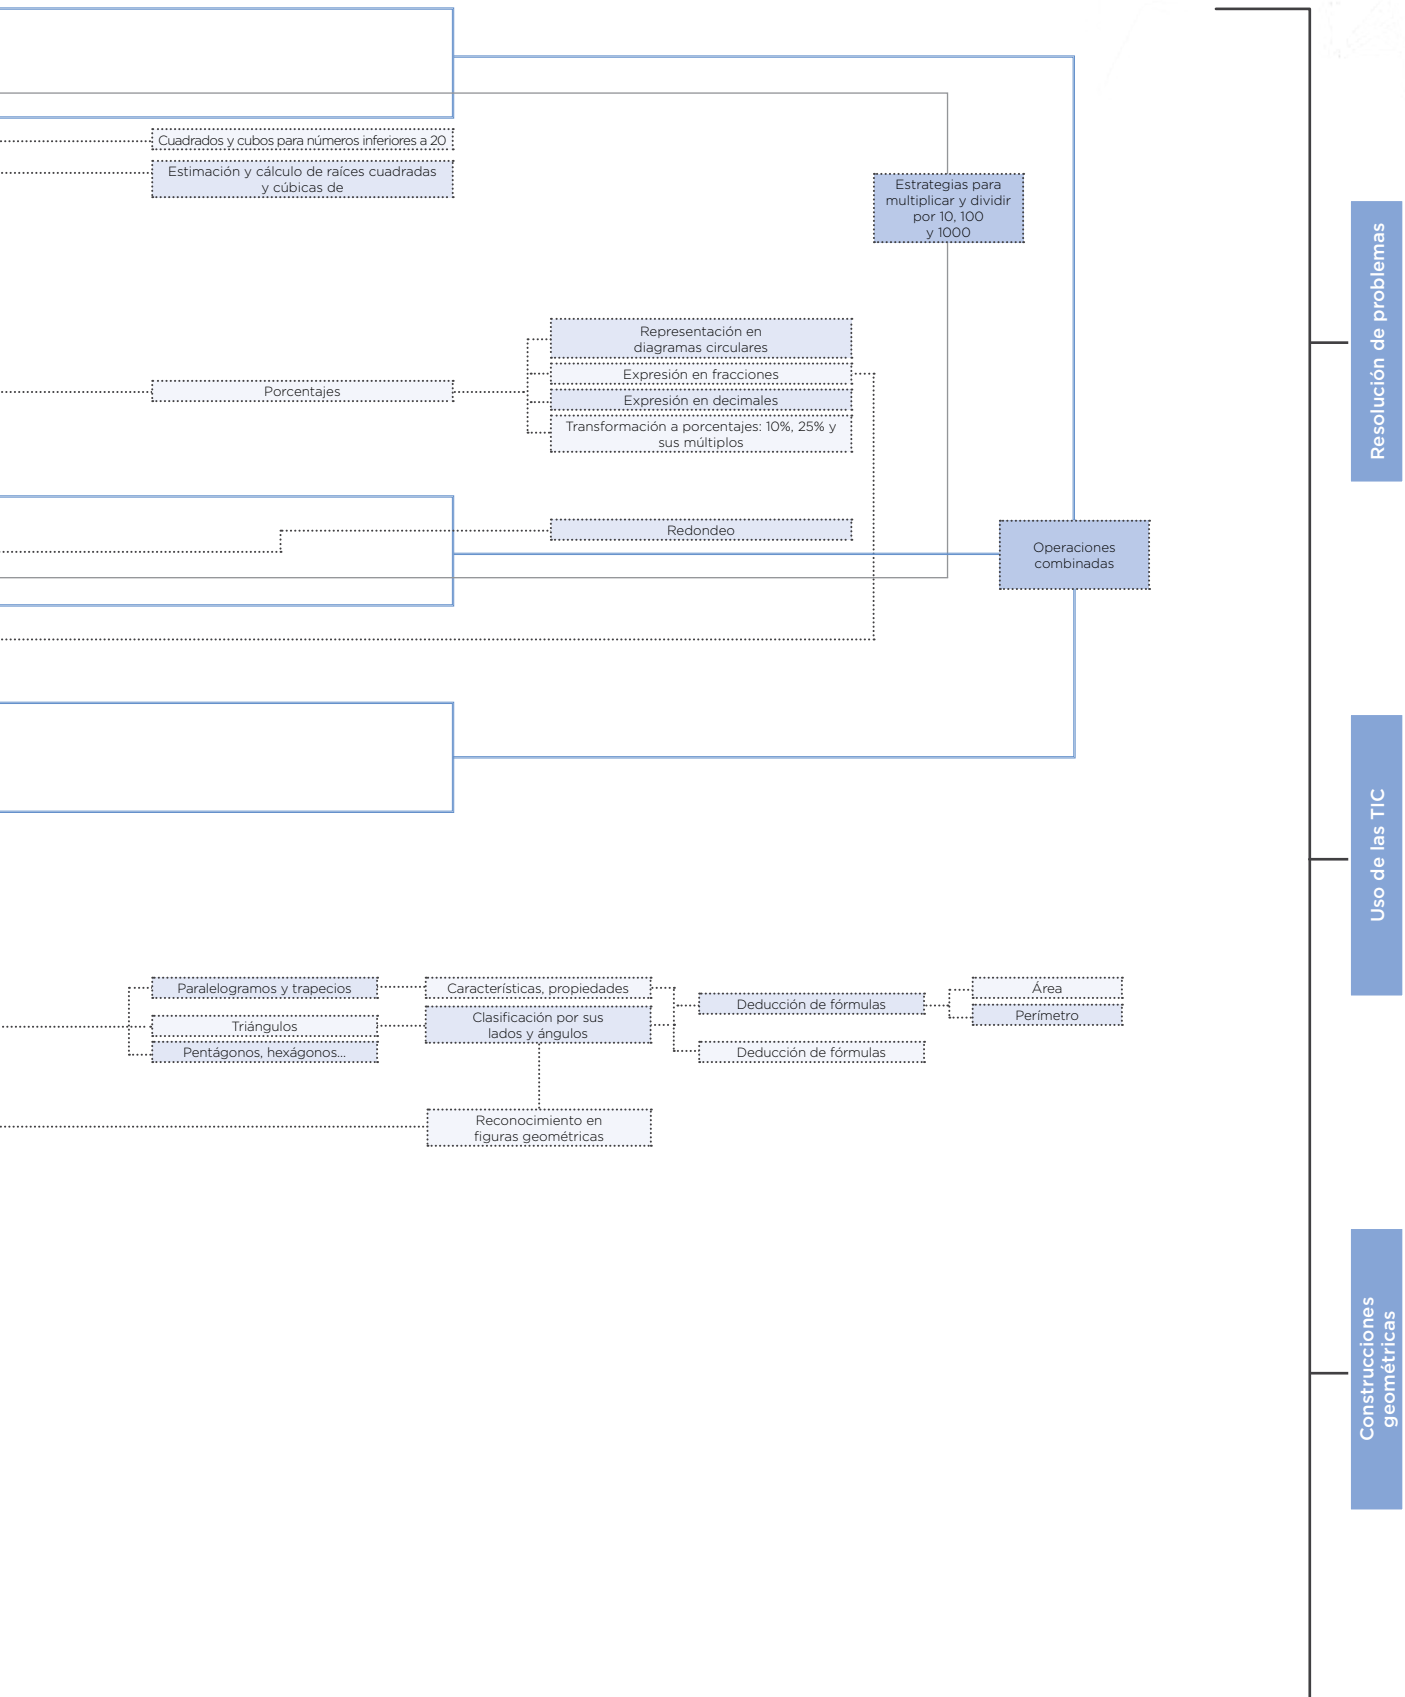 Cuadrados y cubos para números inferiores a 20
Estimación y cálculo de raíces cuadradas
y cúbicas de
Estrategias para
multiplicar y dividir
por 10, 100
y 1000
Representación en
diagramas circulares
Expresión en fracciones
Porcentajes
Expresión en decimales
Transformación a porcentajes: 10%, 25% y
sus múltiplos
Redondeo
Operaciones
combinadas
Paralelogramos y trapecios
Características, propiedades
Triángulos
Clasificación por sus
lados y ángulos
Pentágonos, hexágonos...
Deducción de fórmulas
Área
Perímetro
Deducción de fórmulas
Reconocimiento en
figuras geométricas
Resolución de problemas
Uso de las TIC
Construcciones
geométricas